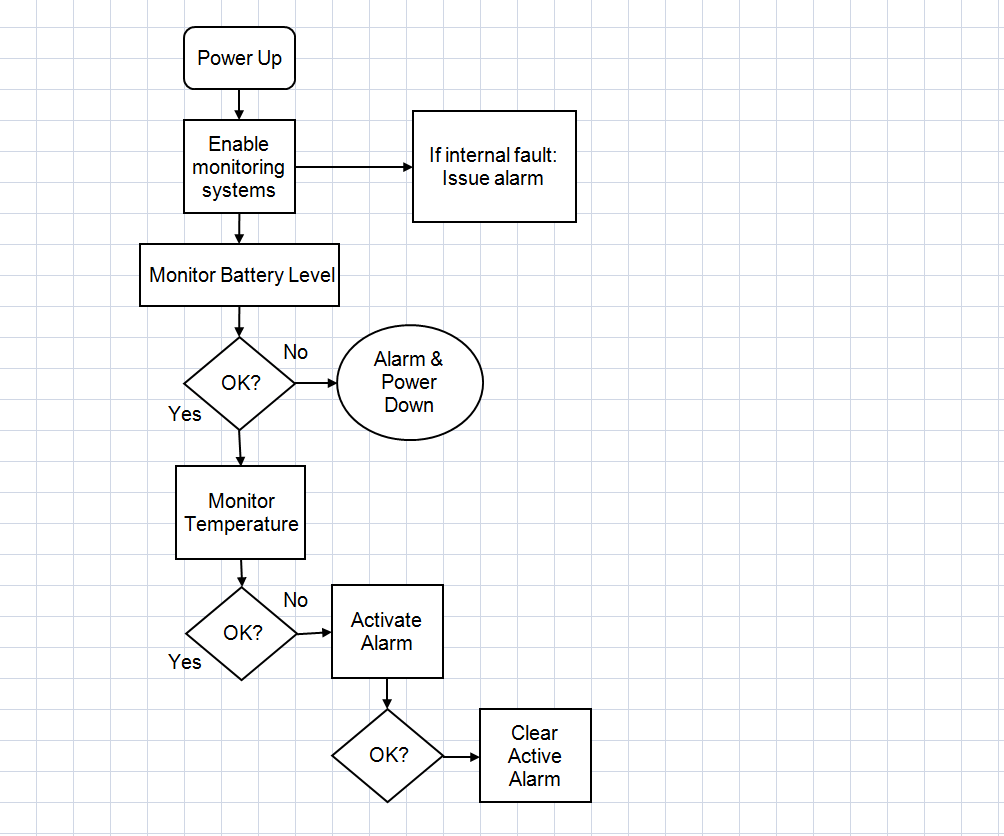 Power Up
Enable
monitoring
systems
If internal fault:
Issue alarm
Monitor Battery Level
No
OK?
Yes
Alarm &
Power
Down
Monitor
Temperature
No
OK?
Yes
Activate
Alarm
OK?
Clear
Active
Alarm